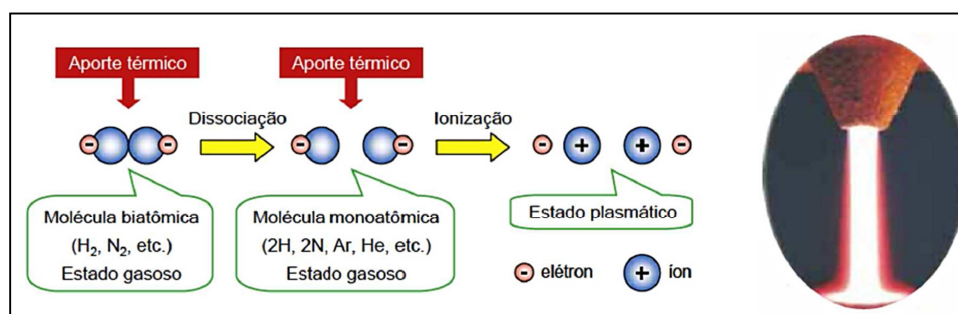 Aporte térmico
Aporte térmico
Dissociação
Ionização
Molécula biatômica
(H₂, N₂, etc.)
Estado gasoso
Molécula monoatômica
(2H, 2N, Ar, He, etc.)
Estado gasoso
Estado plasmático
- elétron
+ íon